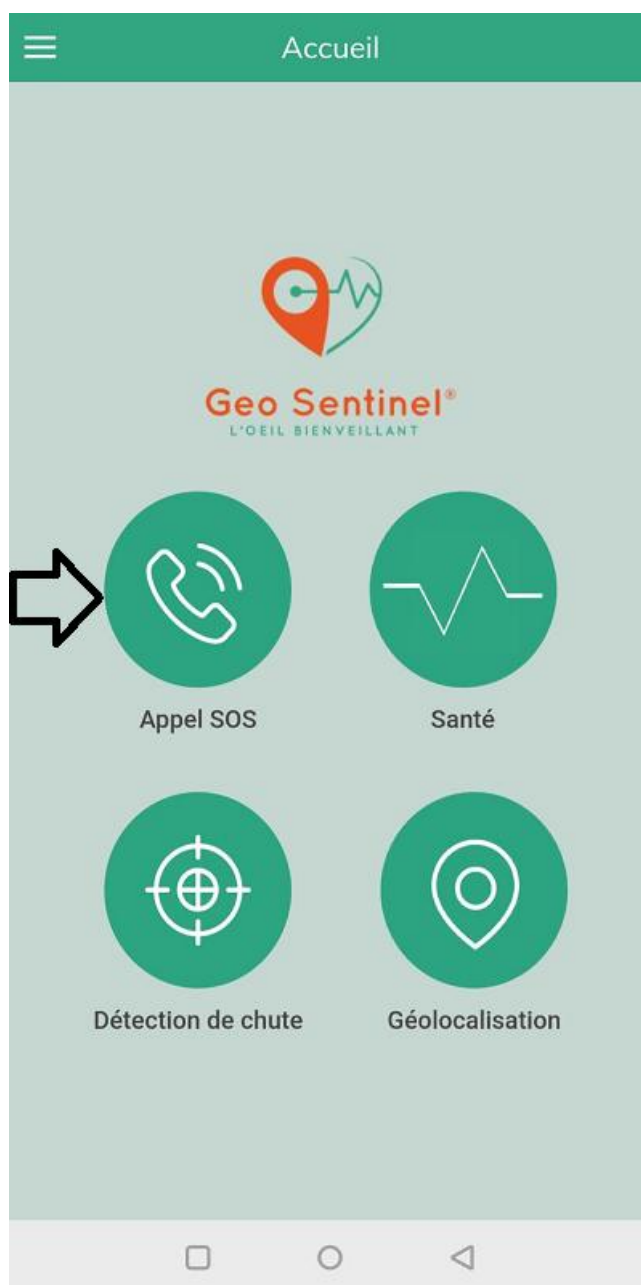 Accueil
Geo Sentinel®
L'OEIL BIENVEILLANT
Appel SOS
Santé
Détection de chute
Géolocalisation